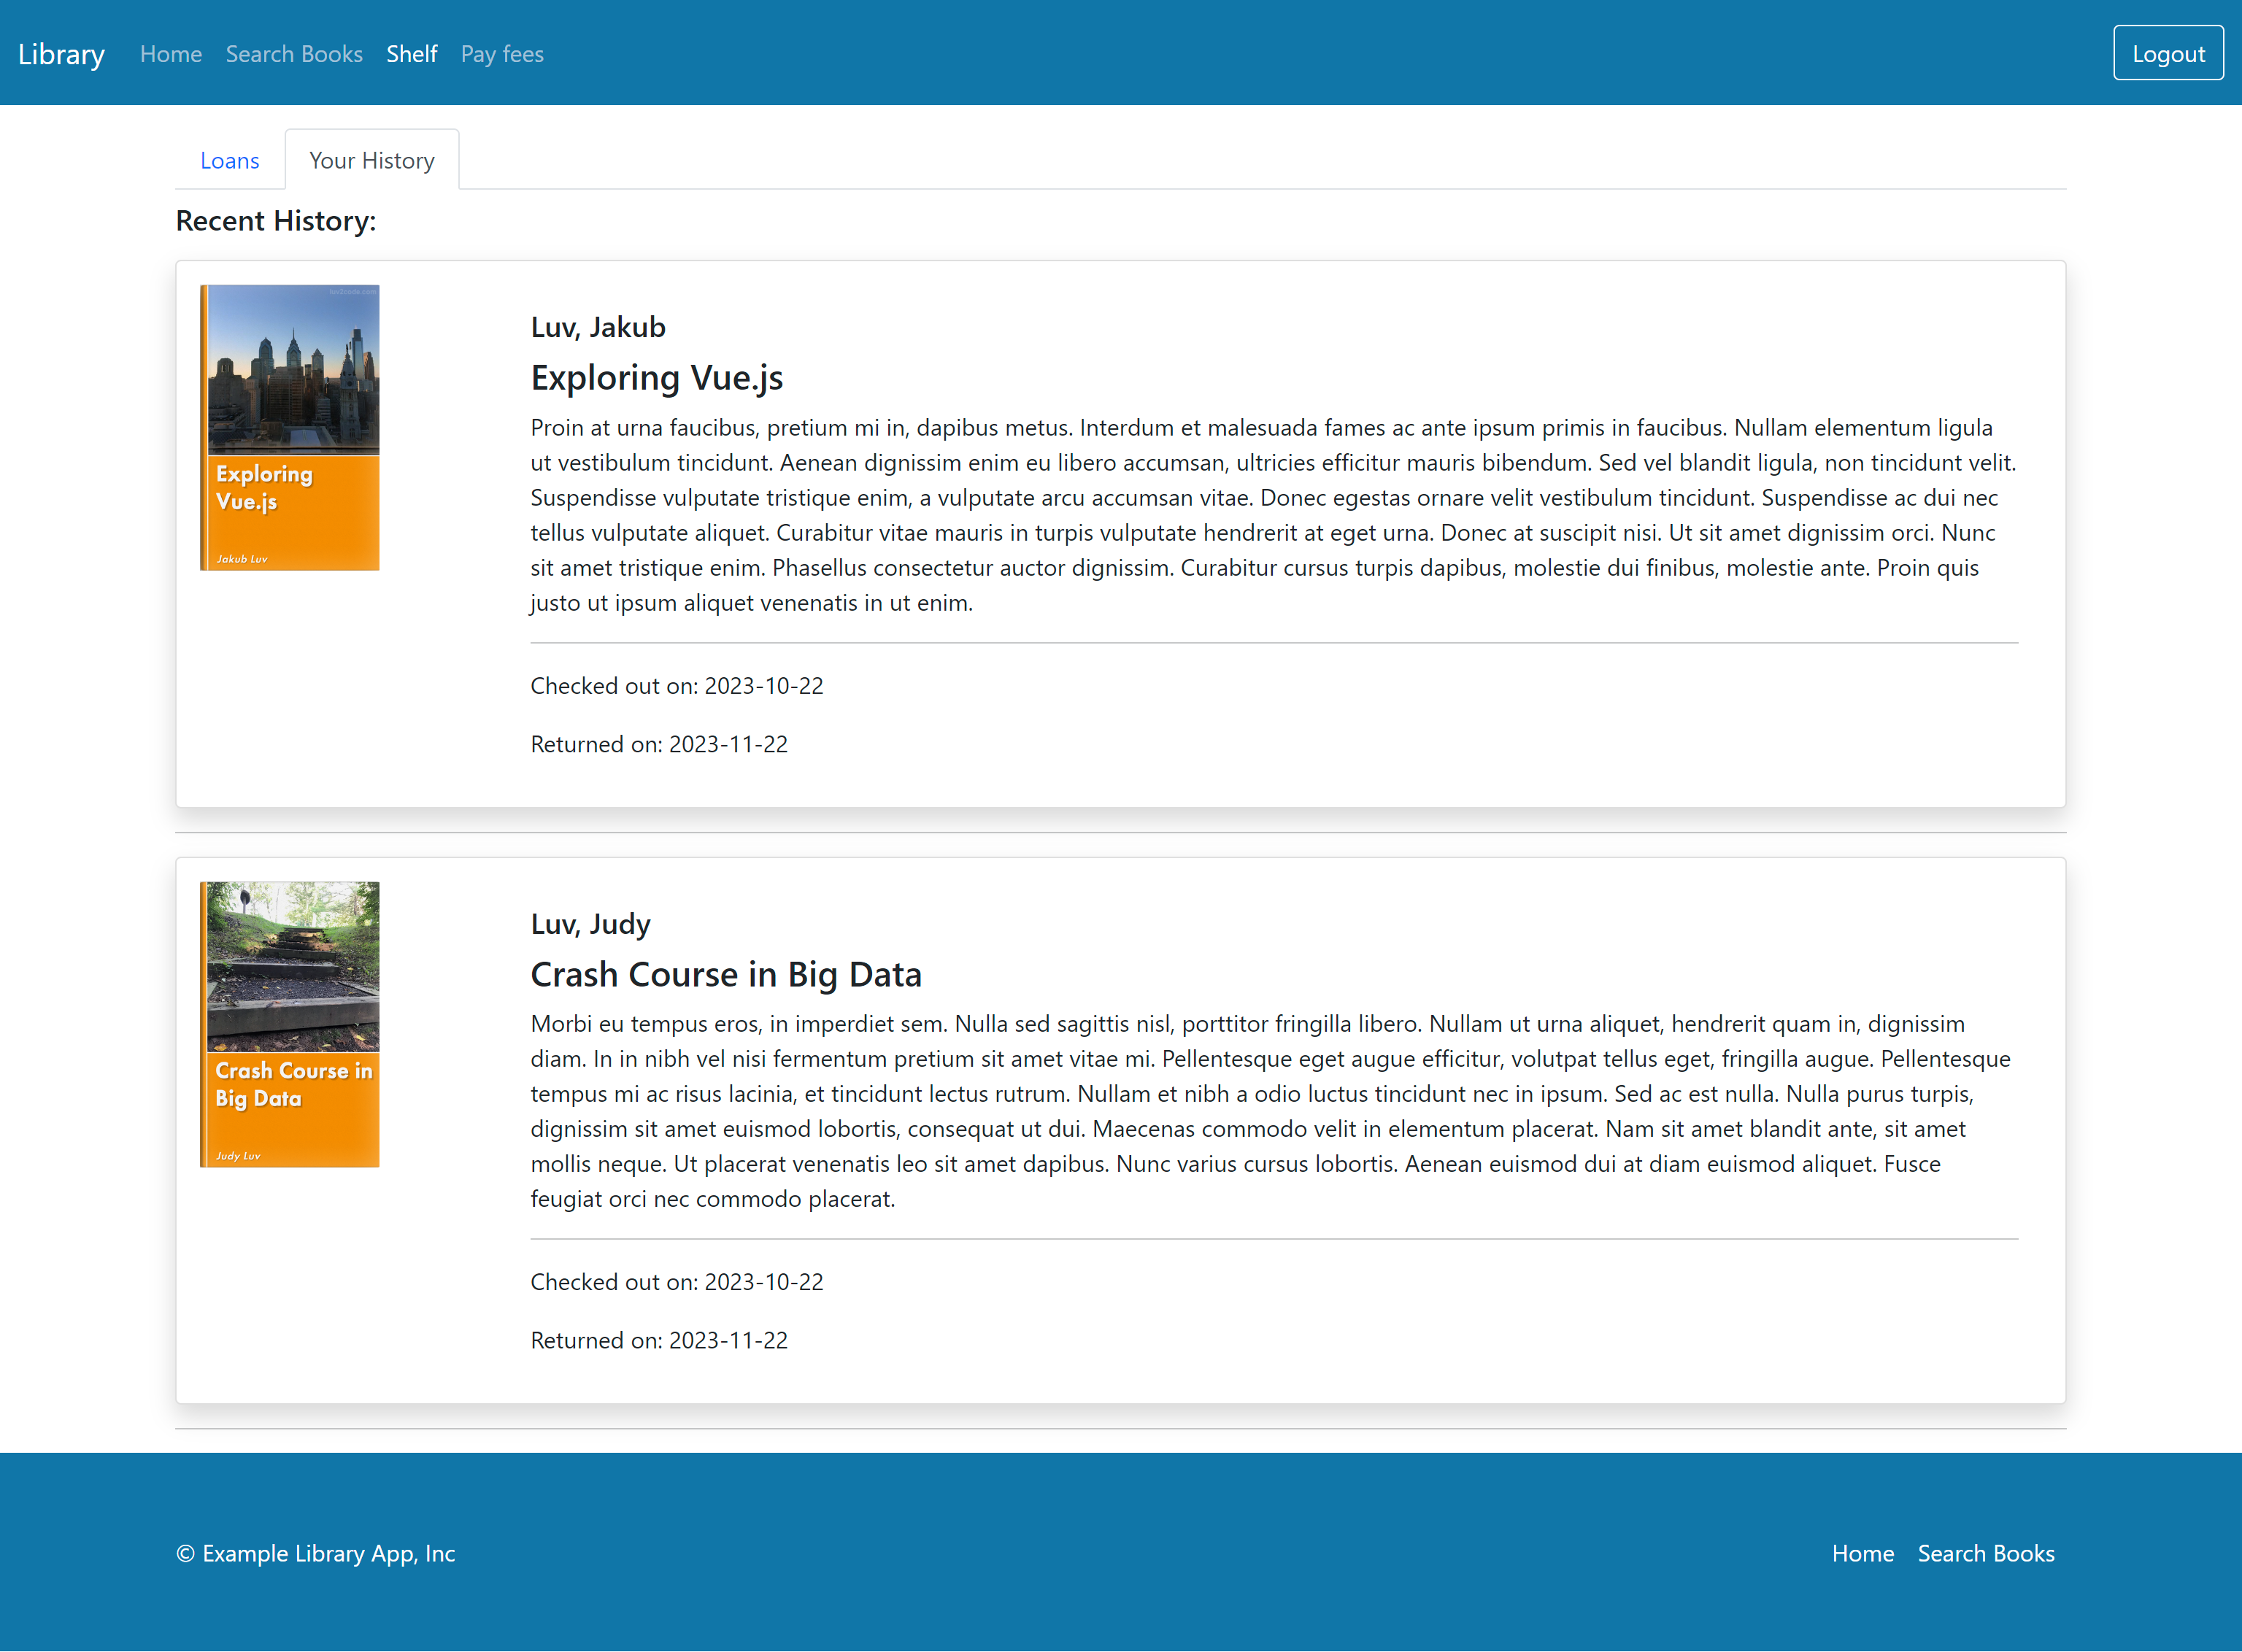 Library Home Search Books Shelf Pay fees Logout
Loans Your History
Recent History:
Exploring
Vue.js
Jakub Luv
Luv, Jakub
Exploring Vue.js
Proin at urna faucibus, pretium mi in, dapibus metus. Interdum et malesuada fames ac ante ipsum primis in faucibus. Nullam elementum ligula
ut vestibulum tincidunt. Aenean dignissim enim eu libero accumsan, ultricies efficitur mauris bibendum. Sed vel blandit ligula, non tincidunt velit.
Suspendisse vulputate tristique enim, a vulputate arcu accumsan vitae. Donec egestas ornare velit vestibulum tincidunt. Suspendisse ac dui nec
tellus vulputate aliquet. Curabitur vitae mauris in turpis vulputate hendrerit at eget urna. Donec at suscipit nisi. Ut sit amet dignissim orci. Nunc
sit amet tristique enim. Phasellus consectetur auctor dignissim. Curabitur cursus turpis dapibus, molestie dui finibus, molestie ante. Proin quis
justo ut ipsum aliquet venenatis in ut enim.
Checked out on: 2023-10-22
Returned on: 2023-11-22
Crash Course in
Big Data
Judy Luv
Luv, Judy
Crash Course in Big Data
Morbi eu tempus eros, in imperdiet sem. Nulla sed sagittis nisl, porttitor fringilla libero. Nullam ut urna aliquet, hendrerit quam in, dignissim
diam. In in nibh vel nisi fermentum pretium sit amet vitae mi. Pellentesque eget augue efficitur, volutpat tellus eget, fringilla augue. Pellentesque
tempus mi ac risus lacinia, et tincidunt lectus rutrum. Nullam et nibh a odio luctus tincidunt nec in ipsum. Sed ac est nulla. Nulla purus turpis,
dignissim sit amet euismod lobortis, consequat ut dui. Maecenas commodo velit in elementum placerat. Nam sit amet blandit ante, sit amet
mollis neque. Ut placerat venenatis leo sit amet dapibus. Nunc varius cursus lobortis. Aenean euismod dui at diam euismod aliquet. Fusce
feugiat orci nec commodo placerat.
Checked out on: 2023-10-22
Returned on: 2023-11-22
© Example Library App, Inc Home Search Books